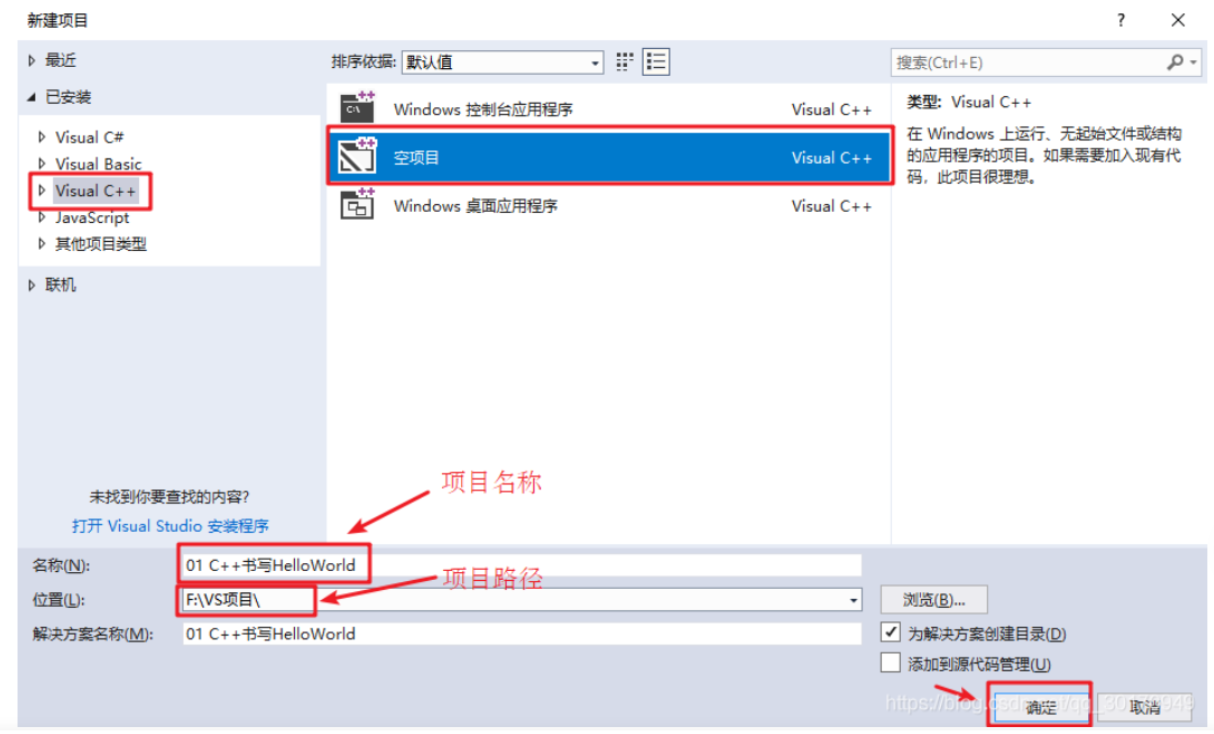 新建项目
?
最近
排序依据: 默认值
搜索(Ctrl+E)
已安装
Visual C#
Visual Basic
Visual C++
JavaScript
其他项目类型
联机
Windows 控制台应用程序 Visual C++
空项目 Visual C++
Windows 桌面应用程序 Visual C++
类型: Visual C++
在 Windows 上运行、无起始文件或结构
的应用程序的项目。如果需要加入现有代
码，此项目很理想。
未找到你要查找的内容?
打开 Visual Studio 安装程序
项目名称
名称(N): 01 C++书写HelloWorld
项目路径
位置(L): F:\VS项目\
浏览(B)...
解决方案名称(M): 01 C++书写HelloWorld
为解决方案创建目录(D)
添加到源代码管理(U)
确定
取消